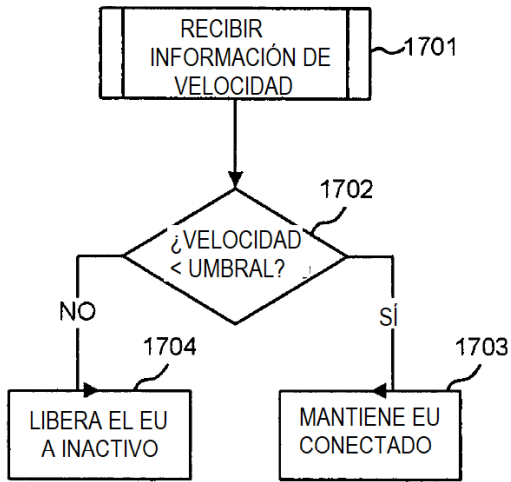 RECIBIR
INFORMACIÓN DE
VELOCIDAD
1701
1702
¿VELOCIDAD
< UMBRAL?
NO
SÍ
1704
1703
LIBERA EL EU
A INACTIVO
MANTIENE EU
CONECTADO